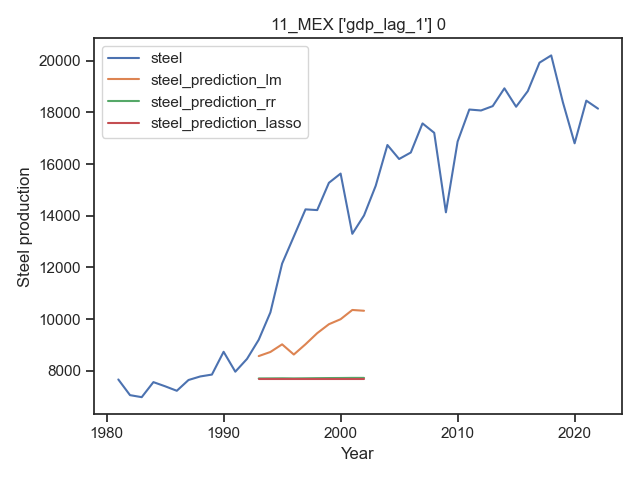 11_MEX ['gdp_lag_1'] 0
steel
steel_prediction_lm
steel_prediction_rr
steel_prediction_lasso
Steel production
20000
18000
16000
14000
12000
10000
8000
1980
1990
2000
2010
2020
Year